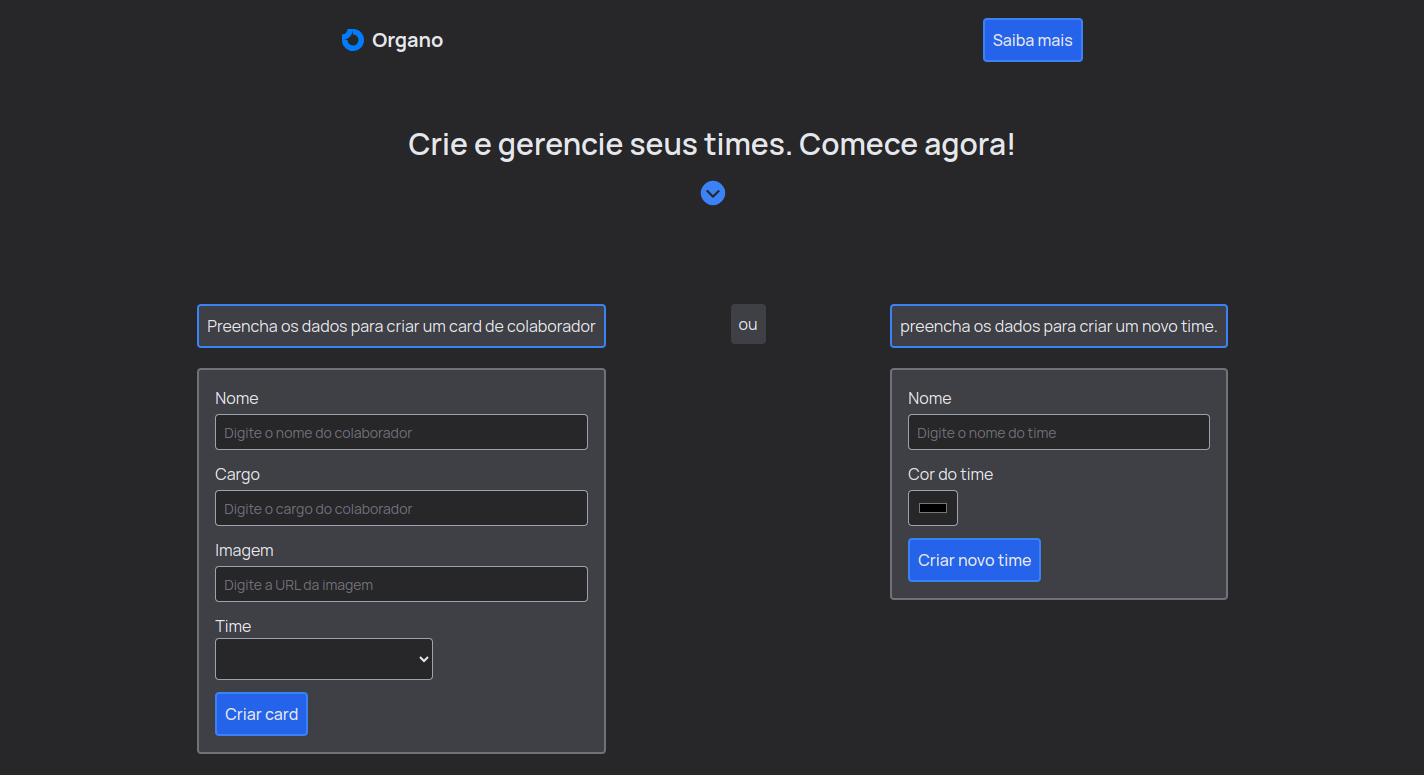 Organo
Saiba mais
Crie e gerencie seus times. Comece agora!
Preencha os dados para criar um card de colaborador
ou
preencha os dados para criar um novo time.
Nome
Digite o nome do colaborador
Cargo
Digite o cargo do colaborador
Imagem
Digite a URL da imagem
Time
Criar card
Nome
Digite o nome do time
Cor do time
Criar novo time